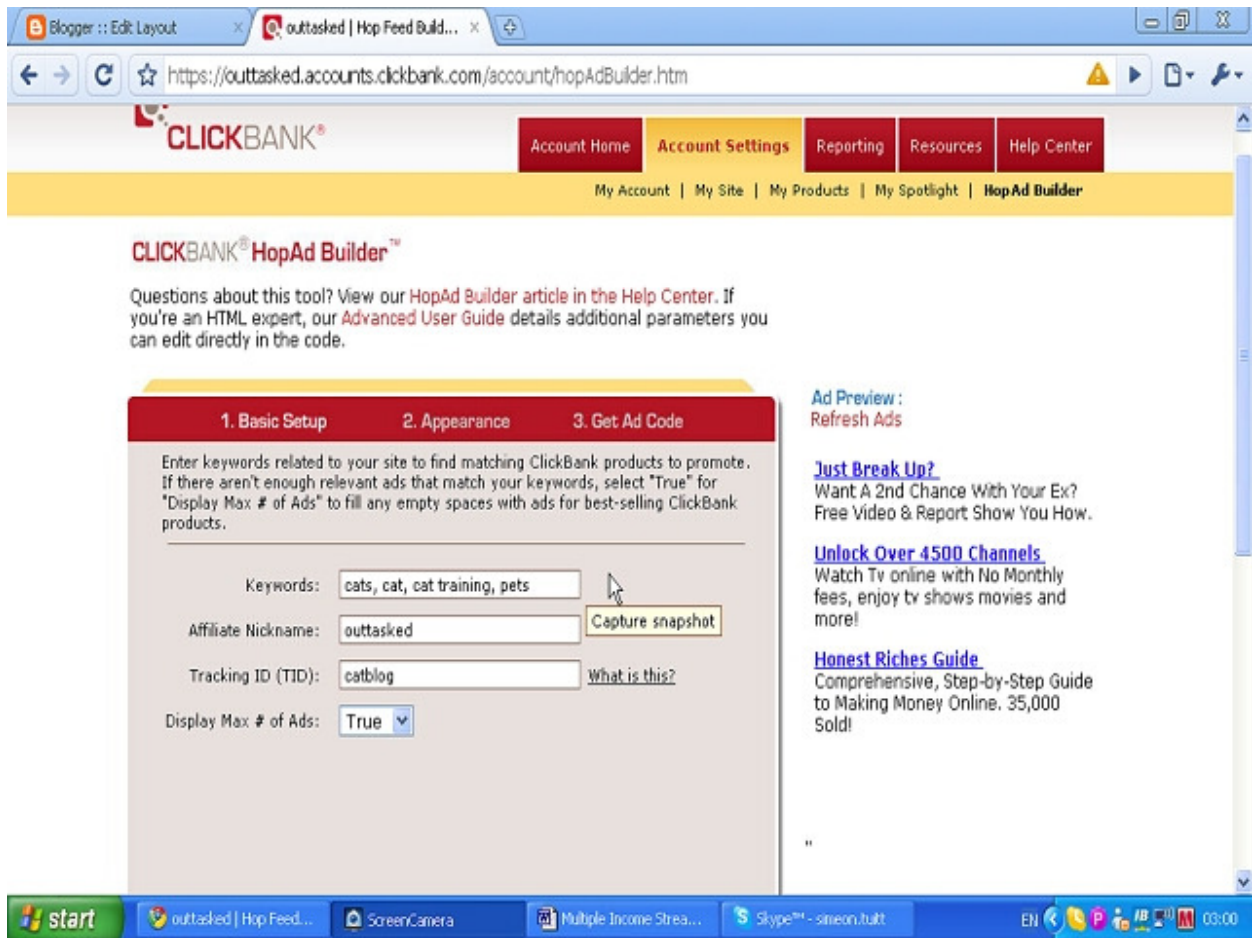 Blogger :: Edit Layout
outtasked | Hop Feed Build...
https://outtasked.accounts.clickbank.com/account/hopAdBuilder.htm
CLICKBANK®
Account Home
Account Settings
Reporting
Resources
Help Center
My Account | My Site | My Products | My Spotlight | HopAd Builder
CLICKBANK® HopAd Builder™
Questions about this tool? View our HopAd Builder article in the Help Center. If
you're an HTML expert, our Advanced User Guide details additional parameters you
can edit directly in the code.
1. Basic Setup
2. Appearance
3. Get Ad Code
Enter keywords related to your site to find matching ClickBank products to promote.
If there aren't enough relevant ads that match your keywords, select "True" for
"Display Max # of Ads" to fill any empty spaces with ads for best-selling ClickBank
products.
Keywords: cats, cat, cat training, pets
Capture snapshot
Affiliate Nickname: outtasked
Tracking ID (TID): catblog What is this?
Display Max # of Ads: True
Ad Preview :
Refresh Ads
Just Break Up?
Want A 2nd Chance With Your Ex?
Free Video & Report Show You How.
Unlock Over 4500 Channels
Watch Tv online with No Monthly
fees, enjoy tv shows movies and
more!
Honest Riches Guide
Comprehensive, Step-by-Step Guide
to Making Money Online. 35,000
Sold!
"
start
outtasked | Hop Feed...
ScreenCamera
Multiple Income Strea...
Skype™ - simeon.tuitt
EN
03:00